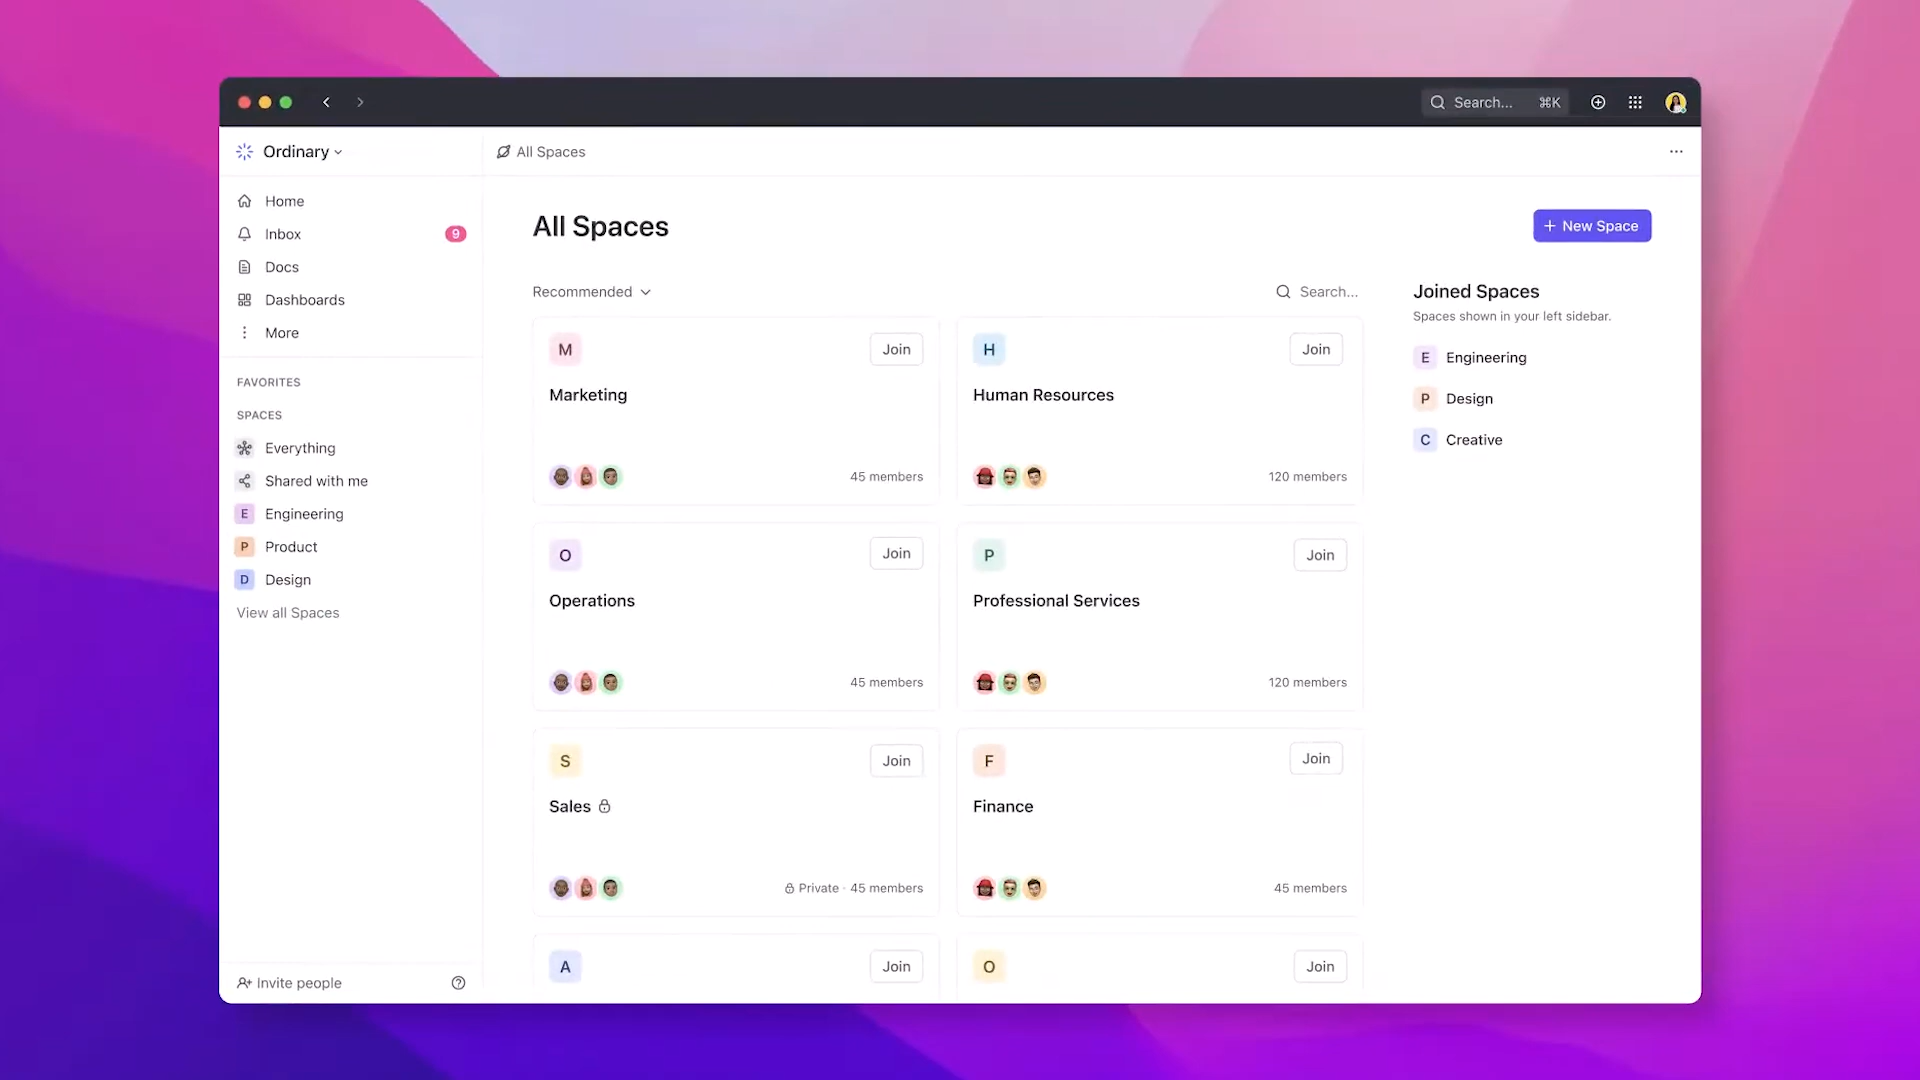 Search... ⌘K
Ordinary
All Spaces
Home
Inbox 9
Docs
Dashboards
More
FAVORITES
SPACES
Everything
Shared with me
E Engineering
P Product
D Design
View all Spaces
Invite people
All Spaces
+ New Space
Recommended
Search...
M Join
Marketing
45 members
H Join
Human Resources
120 members
O Join
Operations
45 members
P Join
Professional Services
120 members
S Join
Sales
Private · 45 members
F Join
Finance
45 members
A Join
O Join
Joined Spaces
Spaces shown in your left sidebar.
E Engineering
P Design
C Creative